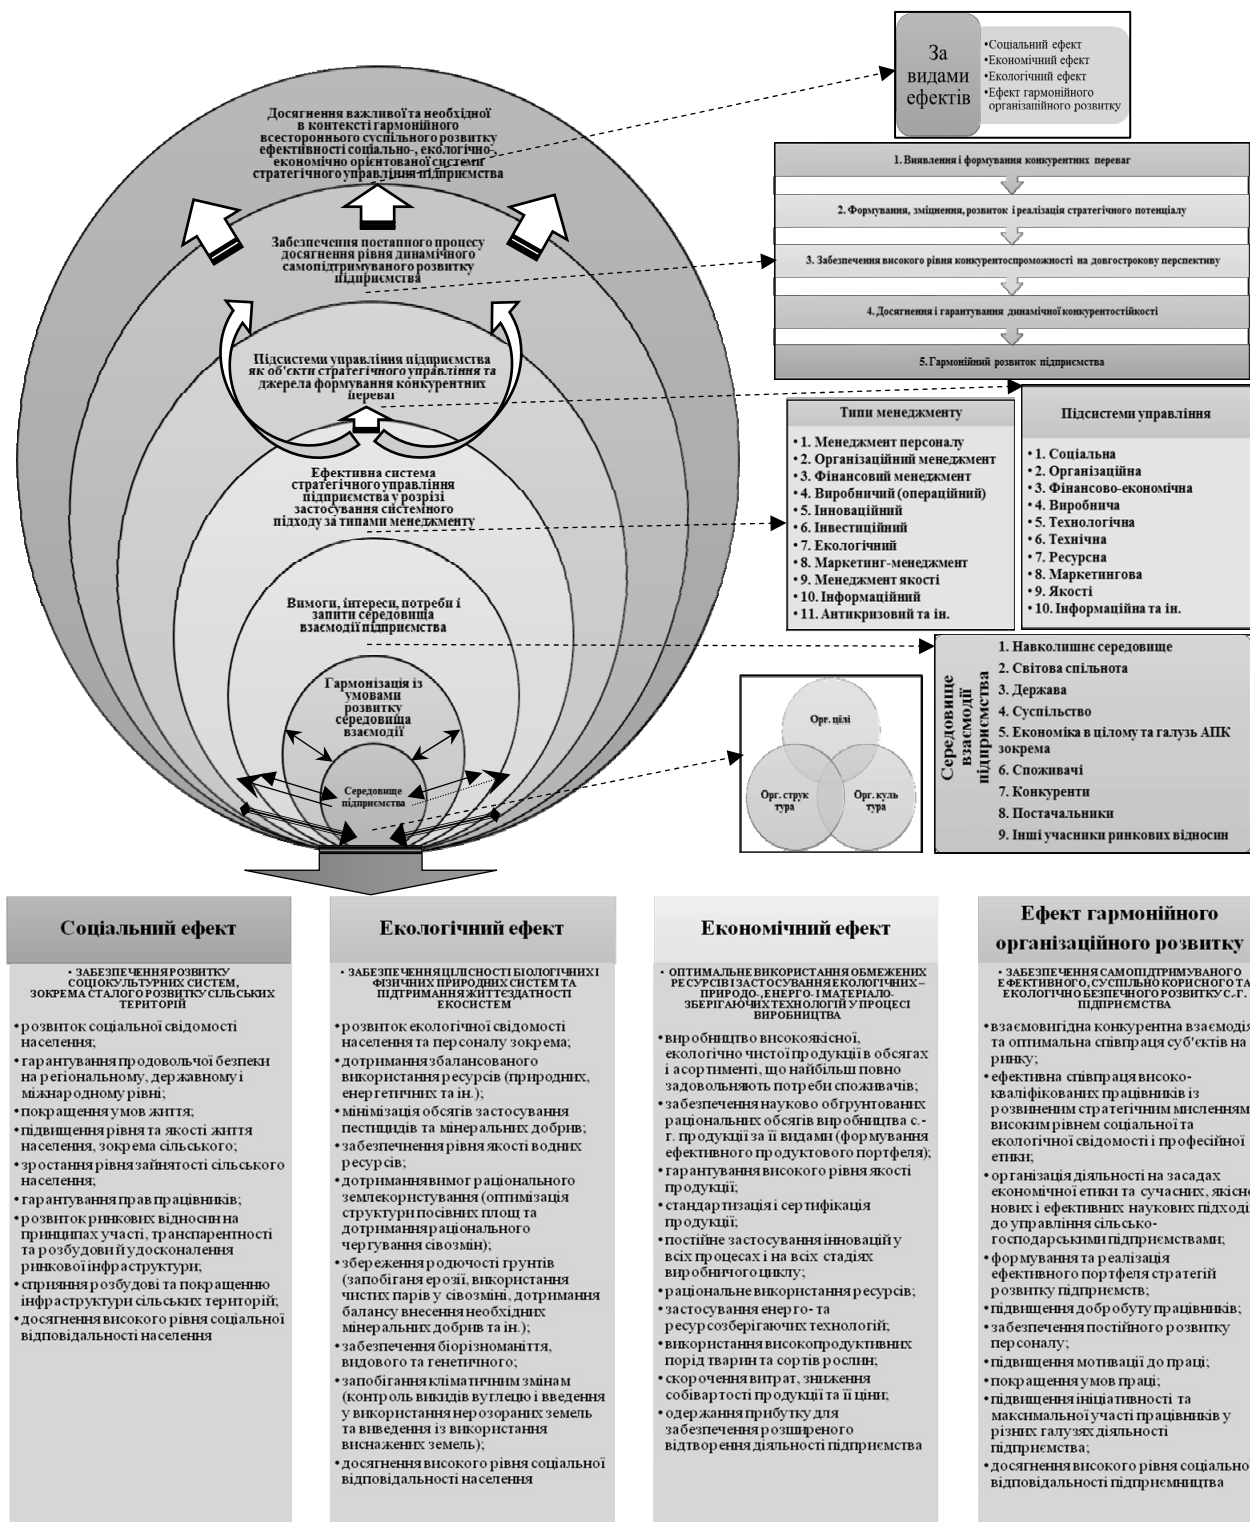 За
видами
ефектів
•Соціальний ефект
•Економічний ефект
•Екологічний ефект
•Ефект гармонійного
організаційного розвитку
Досягнення важливої та необхідної
в контексті гармонійного
всестороннього суспільного розвитку
ефективності соціально-, екологічно-,
економічно орієнтованої системи
стратегічного управління підприємства
Забезпечення поетапного процесу
досягнення рівня динамічного
самопідтримуваного розвитку
підприємства
Підсистеми управління підприємства
як об'єкти стратегічного управління та
джерела формування конкурентних
переваг
Ефективна система
стратегічного управління
підприємства у розрізі
застосування системного
підходу за типами менеджменту
Вимоги, інтереси, потреби і
запити середовища
взаємодії підприємства
Гармонізація із
умовами
розвитку
середовища
взаємодії
Середовище
підприємства
1. Виявлення і формування конкурентних переваг
2. Формування, зміцнення, розвиток і реалізація стратегічного потенціалу
3. Забезпечення високого рівня конкурентоспроможності на довгострокову перспективу
4. Досягнення і гарантування динамічної конкурентостійкості
5. Гармонійний розвиток підприємства
Типи менеджменту
• 1. Менеджмент персоналу
• 2. Організаційний менеджмент
• 3. Фінансовий менеджмент
• 4. Виробничий (операційний)
• 5. Інноваційний
• 6. Інвестиційний
• 7. Екологічний
• 8. Маркетинг-менеджмент
• 9. Менеджмент якості
• 10. Інформаційний
• 11. Антикризовий та ін.
Підсистеми управління
• 1. Соціальна
• 2. Організаційна
• 3. Фінансово-економічна
• 4. Виробнича
• 5. Технологічна
• 6. Технічна
• 7. Ресурсна
• 8. Маркетингова
• 9. Якості
• 10. Інформаційна та ін.
Середовище
взаємодії
підприємства
1. Навколишнє середовище
2. Світова спільнота
3. Держава
4. Суспільство
5. Економіка в цілому та галузь АПК
зокрема
6. Споживачі
7. Конкуренти
8. Постачальники
9. Інші учасники ринкових відносин
Орг. цілі
Орг. струк
тура
Орг. куль
тура
Соціальний ефект
• ЗАБЕЗПЕЧЕННЯ РОЗВИТКУ
СОЦІОКУЛЬТУРНИХ СИСТЕМ,
ЗОКРЕМА СТАЛОГО РОЗВИТКУ СІЛЬСЬКИХ
ТЕРИТОРІЙ
•розвиток соціальної свідомості
населення;
•гарантування продовольчої безпеки
на регіональному, державному і
міжнародному рівні;
•покращення умов життя;
•підвищення рівня та якості життя
населення, зокрема сільського;
•зростання рівня зайнятості сільського
населення;
•гарантування прав працівників;
•розвиток ринкових відносин на
принципах участі, транспарентності
та розбудови й удосконалення
ринкової інфраструктури;
•сприяння розбудові та покращенню
інфраструктури сільських територій;
•досягнення високого рівня соціальної
відповідальності населення
Екологічний ефект
• ЗАБЕЗПЕЧЕННЯ ЦІЛІСНОСТІ БІОЛОГІЧНИХ І
ФІЗИЧНИХ ПРИРОДНИХ СИСТЕМ ТА
ПІДТРИМАННЯ ЖИТТЄЗДАТНОСТІ
ЕКОСИСТЕМ
•розвиток екологічної свідомості
населення та персоналу зокрема;
•дотримання збалансованого
використання ресурсів (природних,
енергетичних та ін.);
•мінімізація обсягів застосування
пестицидів та мінеральних добрив;
•забезпечнення рівня якості водних
ресурсів;
•дотримання вимог раціонального
землекористування (оптимізація
структури посівних площ та
дотримання раціонального
чергування сівозмін);
•збереження родючості ґрунтів
(запобіганя ерозії, використання
чистих парів у сівозміні, дотримання
балансу внесення необхідних
мінеральних добрив та ін.);
•забезпечення біорізноманіття,
видового та генетичного;
•запобігання кліматичним змінам
(контроль викидів вуглецю і введення
у використання нерозораних земель
та виведення із використання
виснажених земель);
•досягнення високого рівня соціальної
відповідальності населення
Економічний ефект
• ОПТИМАЛЬНЕ ВИКОРИСТАННЯ ОБМЕЖЕНИХ
РЕСУРСІВ І ЗАСТОСУВАННЯ ЕКОЛОГІЧНИХ –
ПРИРОДО-, ЕНЕРГО- І МАТЕРІАЛО-
ЗБЕРІГАЮЧИХ ТЕХНОЛОГІЙ У ПРОЦЕСІ
ВИРОБНИЦТВА
•виробництво високоякісної,
екологічно чистої продукції в обсягах
і асортименті, що найбільш повно
задовольняють потреби споживачів;
•забезпечення науково обґрунтованих
раціональних обсягів виробництва с.-
г. продукції за її видами (формування
ефективного продуктового портфеля);
•гарантування високого рівня якості
продукції;
•стандартизація і сертифікація
продукції;
•постійне застосування інновацій у
всіх процесах і на всіх стадіях
виробничого циклу;
•раціональне використання ресурсів;
•застосування енерго- та
ресурсозберігаючих технологій;
•використання високопродуктивних
порід тварин та сортів рослин;
•скорочення витрат, зниження
собівартості продукції та її ціни;
•одержання прибутку для
забезпечення розширеного
відтворення діяльності підприємства
Ефект гармонійного
організаційного розвитку
• ЗАБЕЗПЕЧЕННЯ САМОПІДТРИМУВАНОГО
ЕФЕКТИВНОГО, СУСПІЛЬНО КОРИСНОГО ТА
ЕКОЛОГІЧНО БЕЗПЕЧНОГО РОЗВИТКУ С.-Г.
ПІДПРИЄМСТВА
•взаємовигідна конкурентна взаємодія
та оптимальна співпраця суб'єктів на
ринку;
•ефективна співпраця високо-
кваліфікованих працівників із
розвиненим стратегічним мисленням,
високим рівнем соціальної та
екологічної свідомості і професійної
етики;
•організація діяльності на засадах
економічної етики та сучасних, якісно
нових і ефективних наукових підході
до управління сільсько-
господарськими підприємствами;
•формування та реалізація
ефективного портфеля стратегій
розвитку підприємств;
•підвищення добробуту працівників;
•забезпечення постійного розвитку
персоналу;
•підвищення мотивації до праці;
•покращення умов праці;
•підвищення ініціативності та
максимальної участі працівників у
різних галузях діяльності
підприємства;
•досягнення високого рівня соціально
відповідальності підприємництва